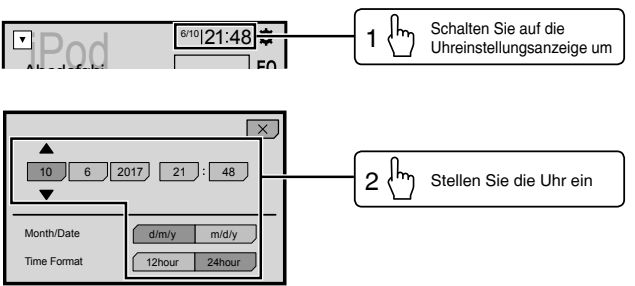 iPod
6/10 21:48
EQ
1 Schalten Sie auf die
Uhreinstellungsanzeige um
10 6 2017 21 : 48
Month/Date d/m/y m/d/y
Time Format 12hour 24hour
2 Stellen Sie die Uhr ein